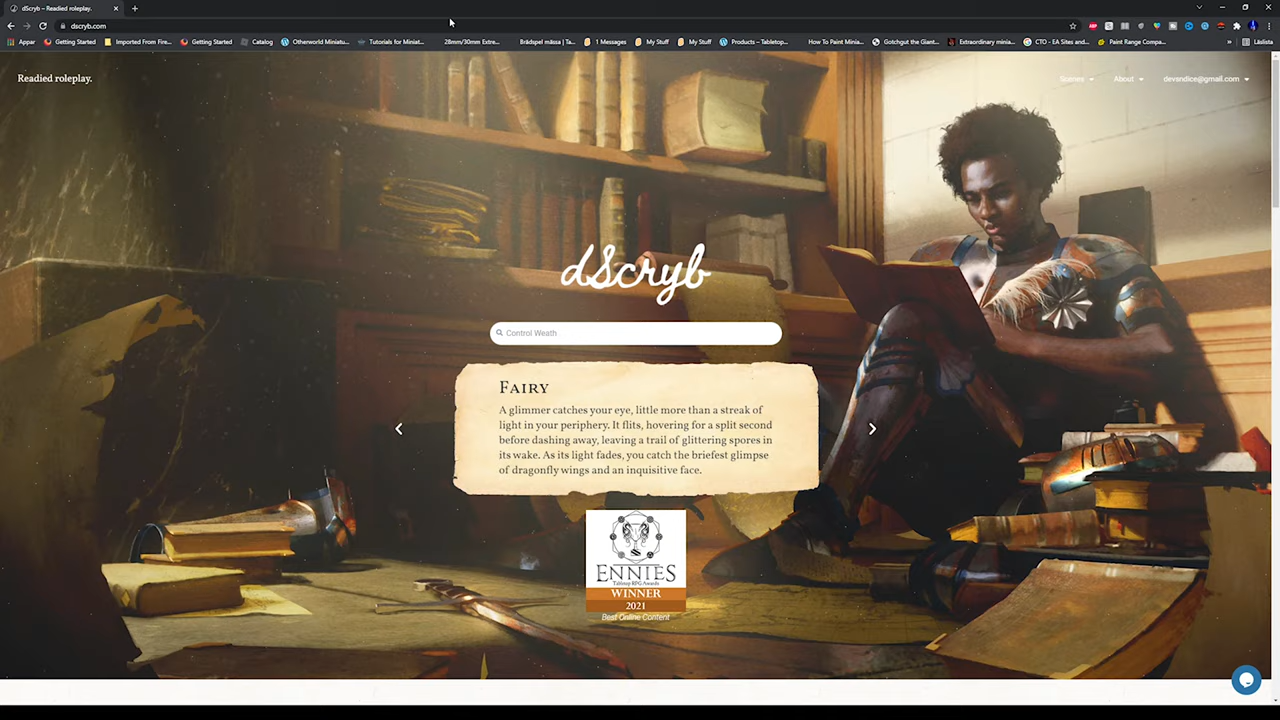 dScryb – Readied roleplay.
dscryb.com
Appar
Getting Started
Imported From Fire...
Getting Started
Catalog
Otherworld Miniatu...
Tutorials for Miniat...
28mm/30mm Extre...
Brädspel mässa | Ta...
1 Messages
My Stuff
My Stuff
Products – Tabletop...
How To Paint Minia...
Gotchgut the Giant...
Extraordinary minia...
CTO - EA Sites and...
Paint Range Compa...
Läslista
Readied roleplay.
Scenes
About
devsndice@gmail.com
dScryb
Control Weath
Fairy
A glimmer catches your eye, little more than a streak of
light in your periphery. It flits, hovering for a split second
before dashing away, leaving a trail of glittering spores in
its wake. As its light fades, you catch the briefest glimpse
of dragonfly wings and an inquisitive face.
ENNIES
Tabletop RPG Awards
WINNER
2021
Best Online Content